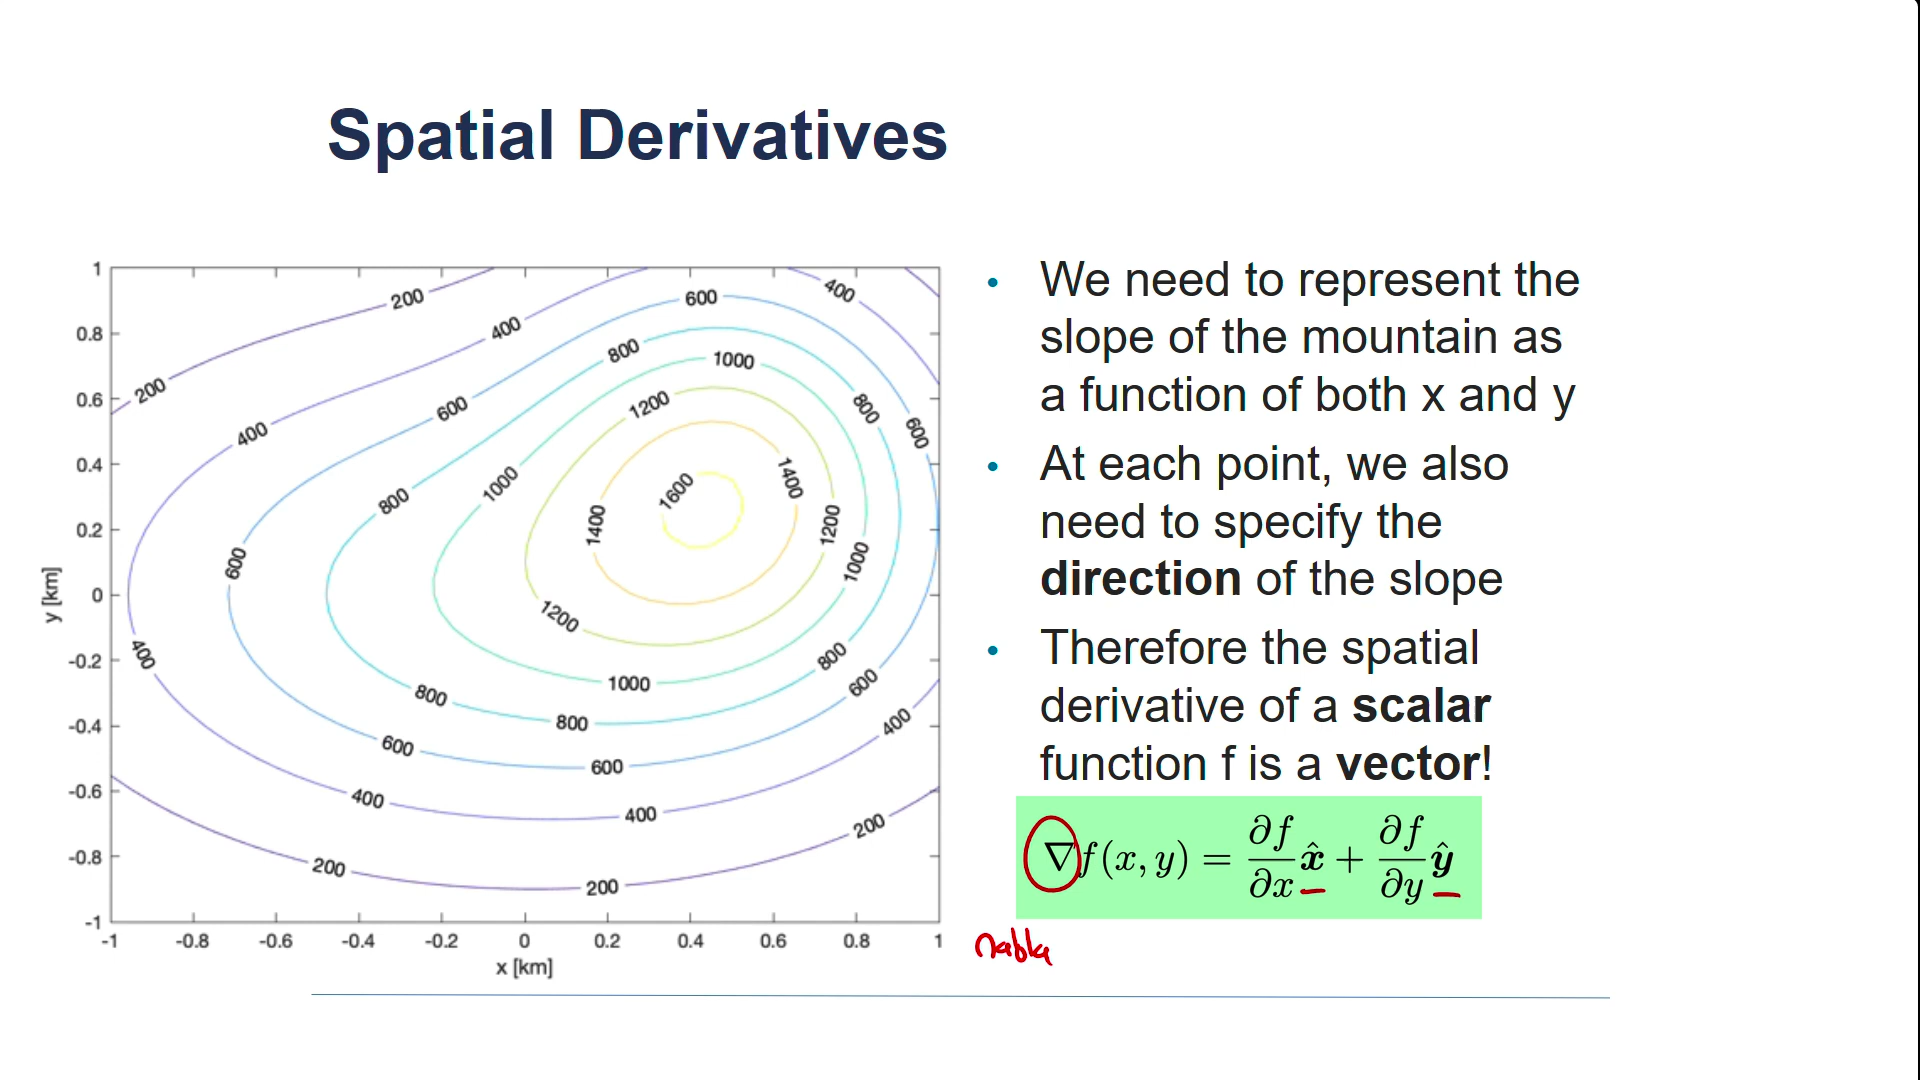 Spatial Derivatives
• We need to represent the
slope of the mountain as
a function of both x and y
• At each point, we also
need to specify the
direction of the slope
• Therefore the spatial
derivative of a scalar
function f is a vector!
∇f(x, y) = ∂f/∂x x̂ + ∂f/∂y ŷ
nabla
1
0.8
0.6
0.4
0.2
0
-0.2
-0.4
-0.6
-0.8
-1
y [km]
-1 -0.8 -0.6 -0.4 -0.2 0 0.2 0.4 0.6 0.8 1
x [km]
200 400
600
400
800 1000
200 600 1200 800
400 600
800 1000 1600 1400
1400 1200
600 1000
1200
400 800
800 1000 600
800 400
600 600
400 400
200 200
200